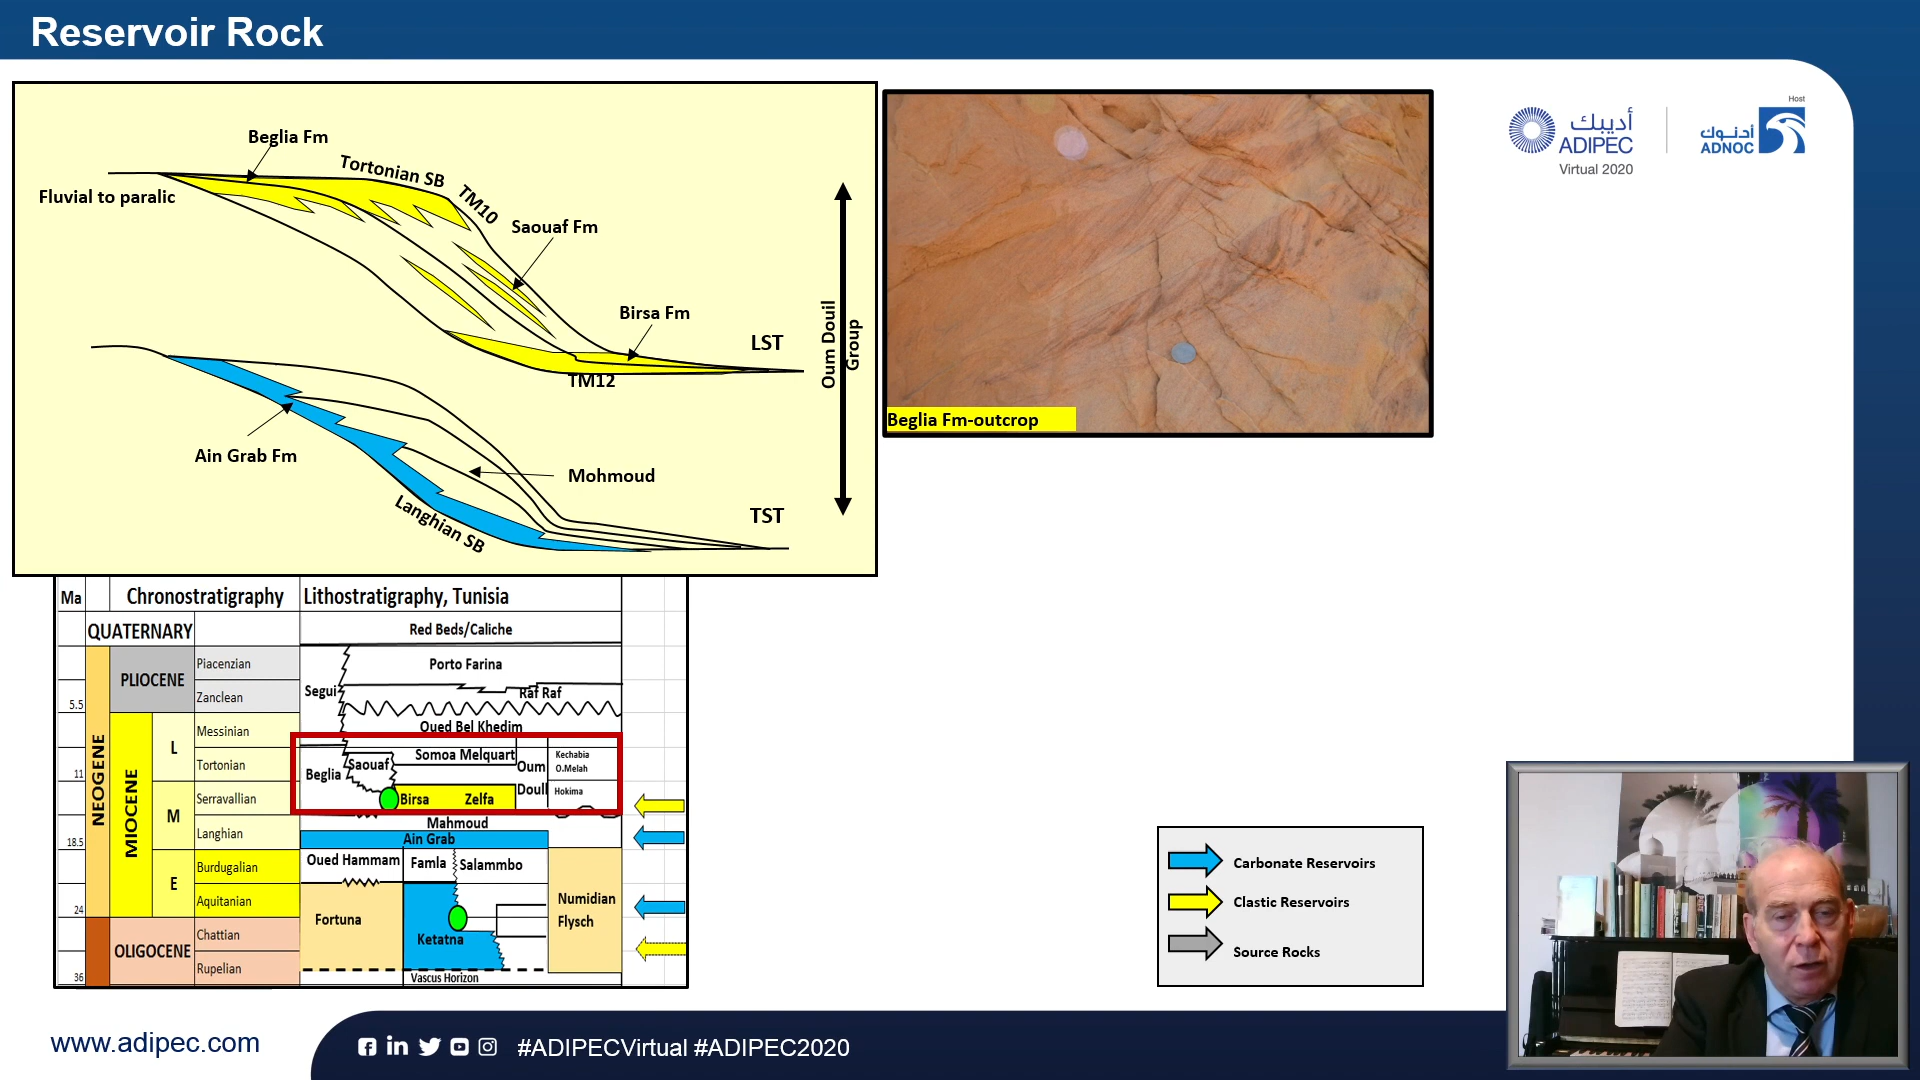 Reservoir Rock
Beglia Fm
Tortonian SB
TM10
Fluvial to paralic
Saouaf Fm
Birsa Fm
LST
TM12
Oum Douil
Group
Ain Grab Fm
Mohmoud
Langhian SB
TST
Beglia Fm-outcrop
Host
أديبك
ADIPEC
Virtual 2020
أدنوك
ADNOC
Ma
Chronostratigraphy
Lithostratigraphy, Tunisia
QUATERNARY
Red Beds/Caliche
NEOGENE
PLIOCENE
Piacenzian
Zanclean
Porto Farina
Segui
Raf Raf
5.5
MIOCENE
L
Messinian
Tortonian
Oued Bel Khedim
Somoa Melquart
Beglia
Saouaf
Oum
Doull
Kechabia
O.Melah
Hokima
11
M
Serravallian
Birsa
Zelfa
Langhian
Mahmoud
Ain Grab
18.5
E
Burdugalian
Aquitanian
Oued Hammam
Famla
Salammbo
24
Numidian
Flysch
OLIGOCENE
Chattian
Rupelian
Fortuna
Ketatna
36
Vascus Horizon
Carbonate Reservoirs
Clastic Reservoirs
Source Rocks
www.adipec.com
#ADIPECVirtual #ADIPEC2020